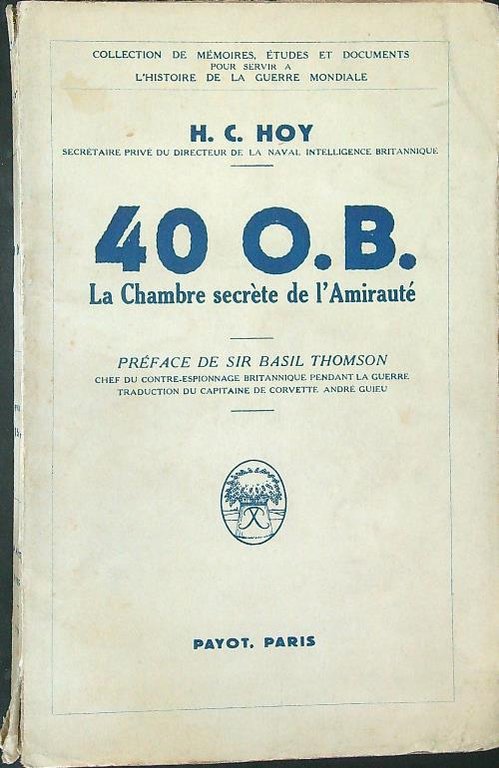 COLLECTION DE MÉMOIRES, ÉTUDES ET DOCUMENTS
POUR SERVIR A
L'HISTOIRE DE LA GUERRE MONDIALE
H. C. HOY
SECRÉTAIRE PRIVÉ DU DIRECTEUR DE LA NAVAL INTELLIGENCE BRITANNIQUE
40 O.B.
La Chambre secrète de l'Amirauté
PRÉFACE DE SIR BASIL THOMSON
CHEF DU CONTRE-ESPIONNAGE BRITANNIQUE PENDANT LA GUERRE
TRADUCTION DU CAPITAINE DE CORVETTE ANDRÉ GUIEU
PAYOT, PARIS